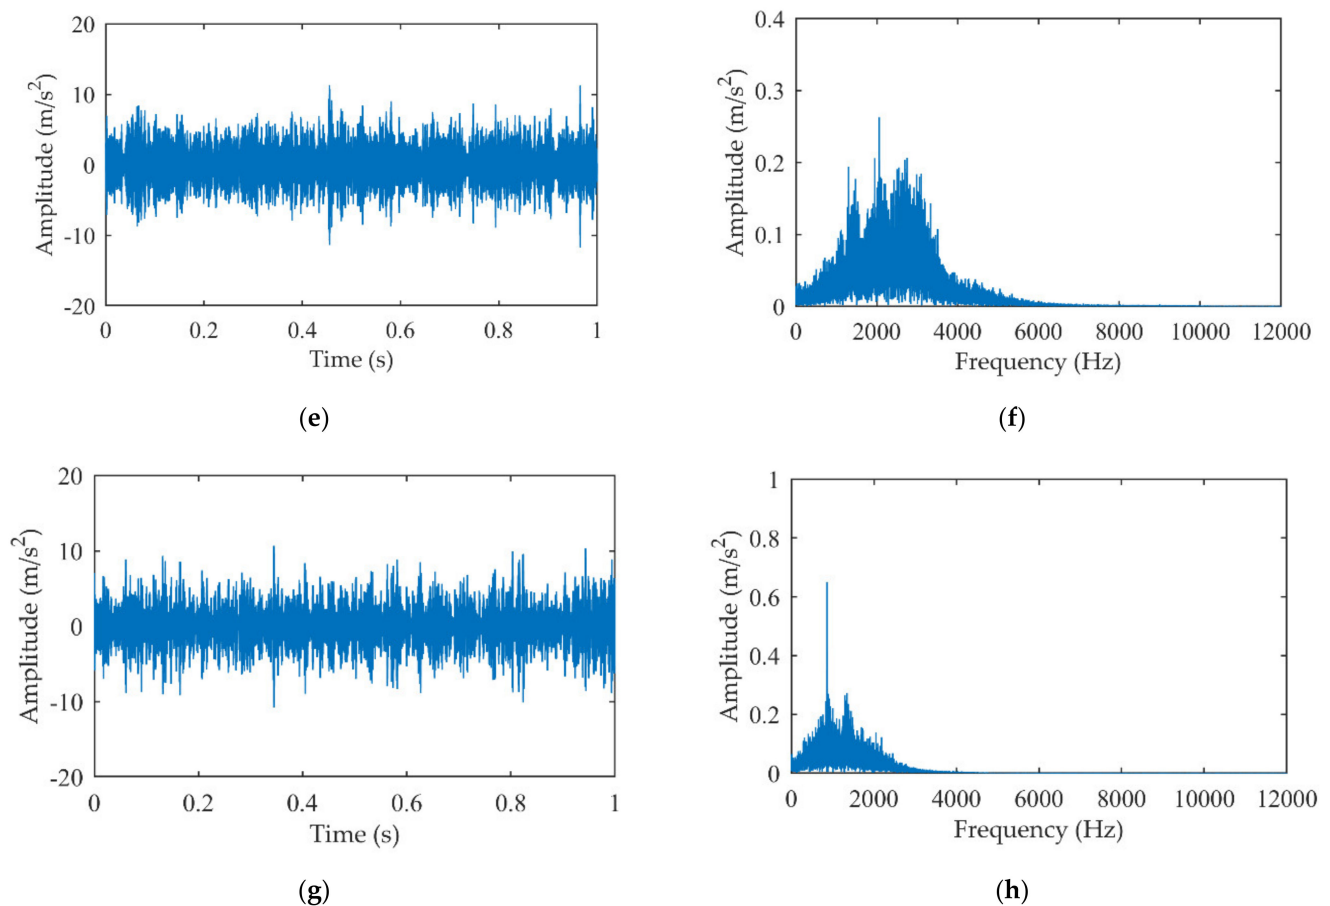 20
10
0
-10
-20
Amplitude (m/s²)
0 0.2 0.4 0.6 0.8 1
Time (s)
(e)
0.4
0.3
0.2
0.1
0
Amplitude (m/s²)
0 2000 4000 6000 8000 10000 12000
Frequency (Hz)
(f)
20
10
0
-10
-20
Amplitude (m/s²)
0 0.2 0.4 0.6 0.8 1
Time (s)
(g)
1
0.8
0.6
0.4
0.2
0
Amplitude (m/s²)
0 2000 4000 6000 8000 10000 12000
Frequency (Hz)
(h)